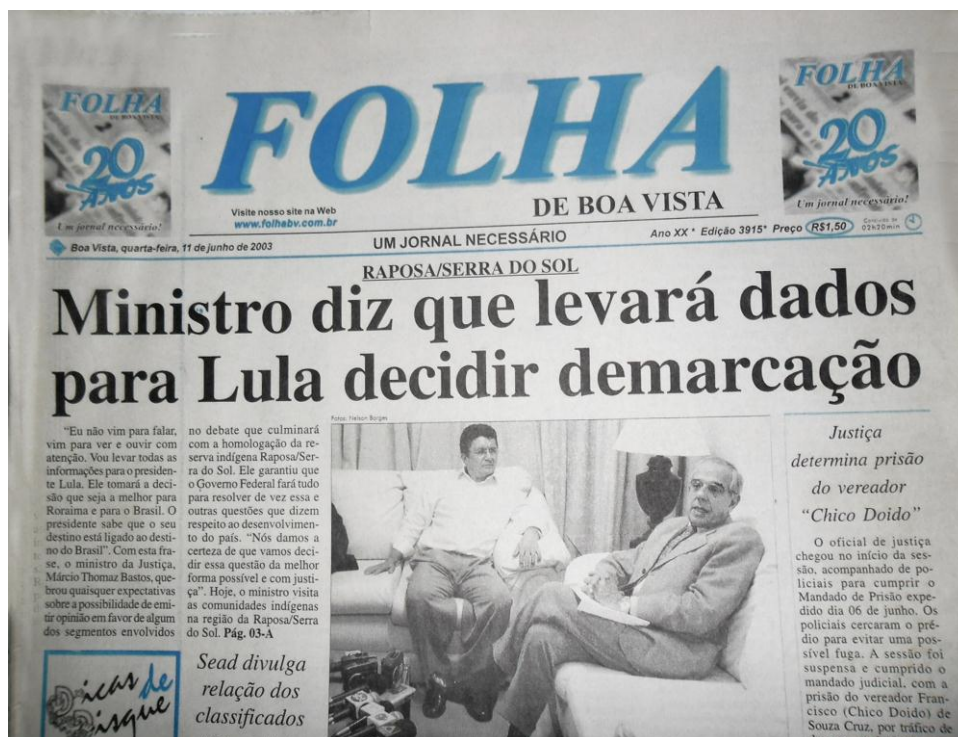 FOLHA
DE BOA VISTA
20
ANOS
Um jornal necessário!
FOLHA
DE BOA VISTA
Visite nosso site na Web
www.folhabv.com.br
FOLHA
DE BOA VISTA
20
ANOS
Um jornal necessário!
Boa Vista, quarta-feira, 11 de junho de 2003
UM JORNAL NECESSÁRIO
Ano XX * Edição 3915* Preço R$1,50
02h20min
RAPOSA/SERRA DO SOL
Ministro diz que levará dados
para Lula decidir demarcação
"Eu não vim para falar,
vim para ver e ouvir com
atenção. Vou levar todas as
informações para o presiden-
te Lula. Ele tomará a deci-
são que seja a melhor para
Roraima e para o Brasil. O
presidente sabe que o seu
destino está ligado ao desti-
no do Brasil". Com esta fra-
se, o ministro da Justiça,
Márcio Thomaz Bastos, que-
brou quaisquer expectativas
sobre a possibilidade de emi-
tir opinião em favor de algum
dos segmentos envolvidos
no debate que culminará
com a homologação da re-
serva indígena Raposa/Ser-
ra do Sol. Ele garantiu que
o Governo Federal fará tudo
para resolver de vez essa e
outras questões que dizem
respeito ao desenvolvimen-
to do país. "Nós damos a
certeza de que vamos deci-
dir essa questão da melhor
forma possível e com justi-
ça". Hoje, o ministro visita
as comunidades indígenas
na região da Raposa/Serra
do Sol. Pág. 03-A
Dicas de
Disque
Sead divulga
relação dos
classificados
Fotos: Nelson Borges
Justiça
determina prisão
do vereador
"Chico Doido"
O oficial de justiça
chegou no início da ses-
são, acompanhado de po-
liciais para cumprir o
Mandado de Prisão expe-
dido dia 06 de junho. Os
policiais cercaram o pré-
dio para evitar uma pos-
sível fuga. A sessão foi
suspensa e cumprido o
mandado judicial, com a
prisão do vereador Fran-
cisco (Chico Doido) de
Souza Cruz, por tráfico de